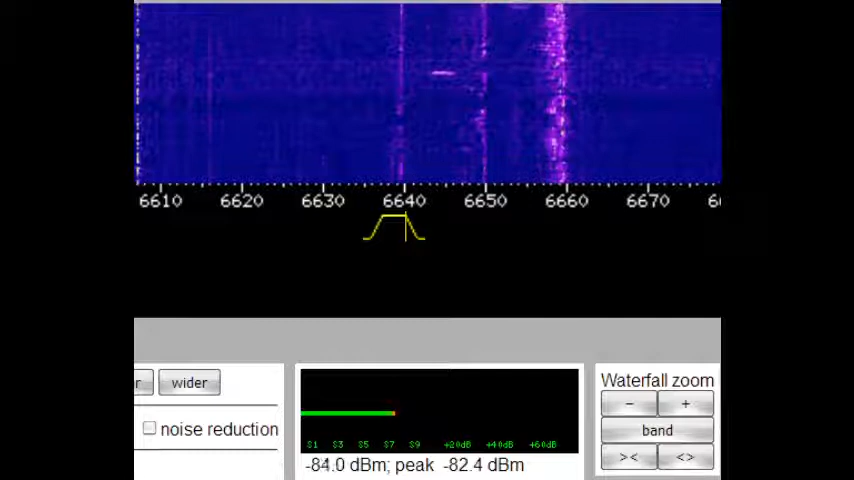 6610 6620 6630 6640 6650 6660 6670
wider
noise reduction
S1 S3 S5 S7 S9 +20dB +40dB +60dB
-84.0 dBm; peak -82.4 dBm
Waterfall zoom
- +
band
>< <>